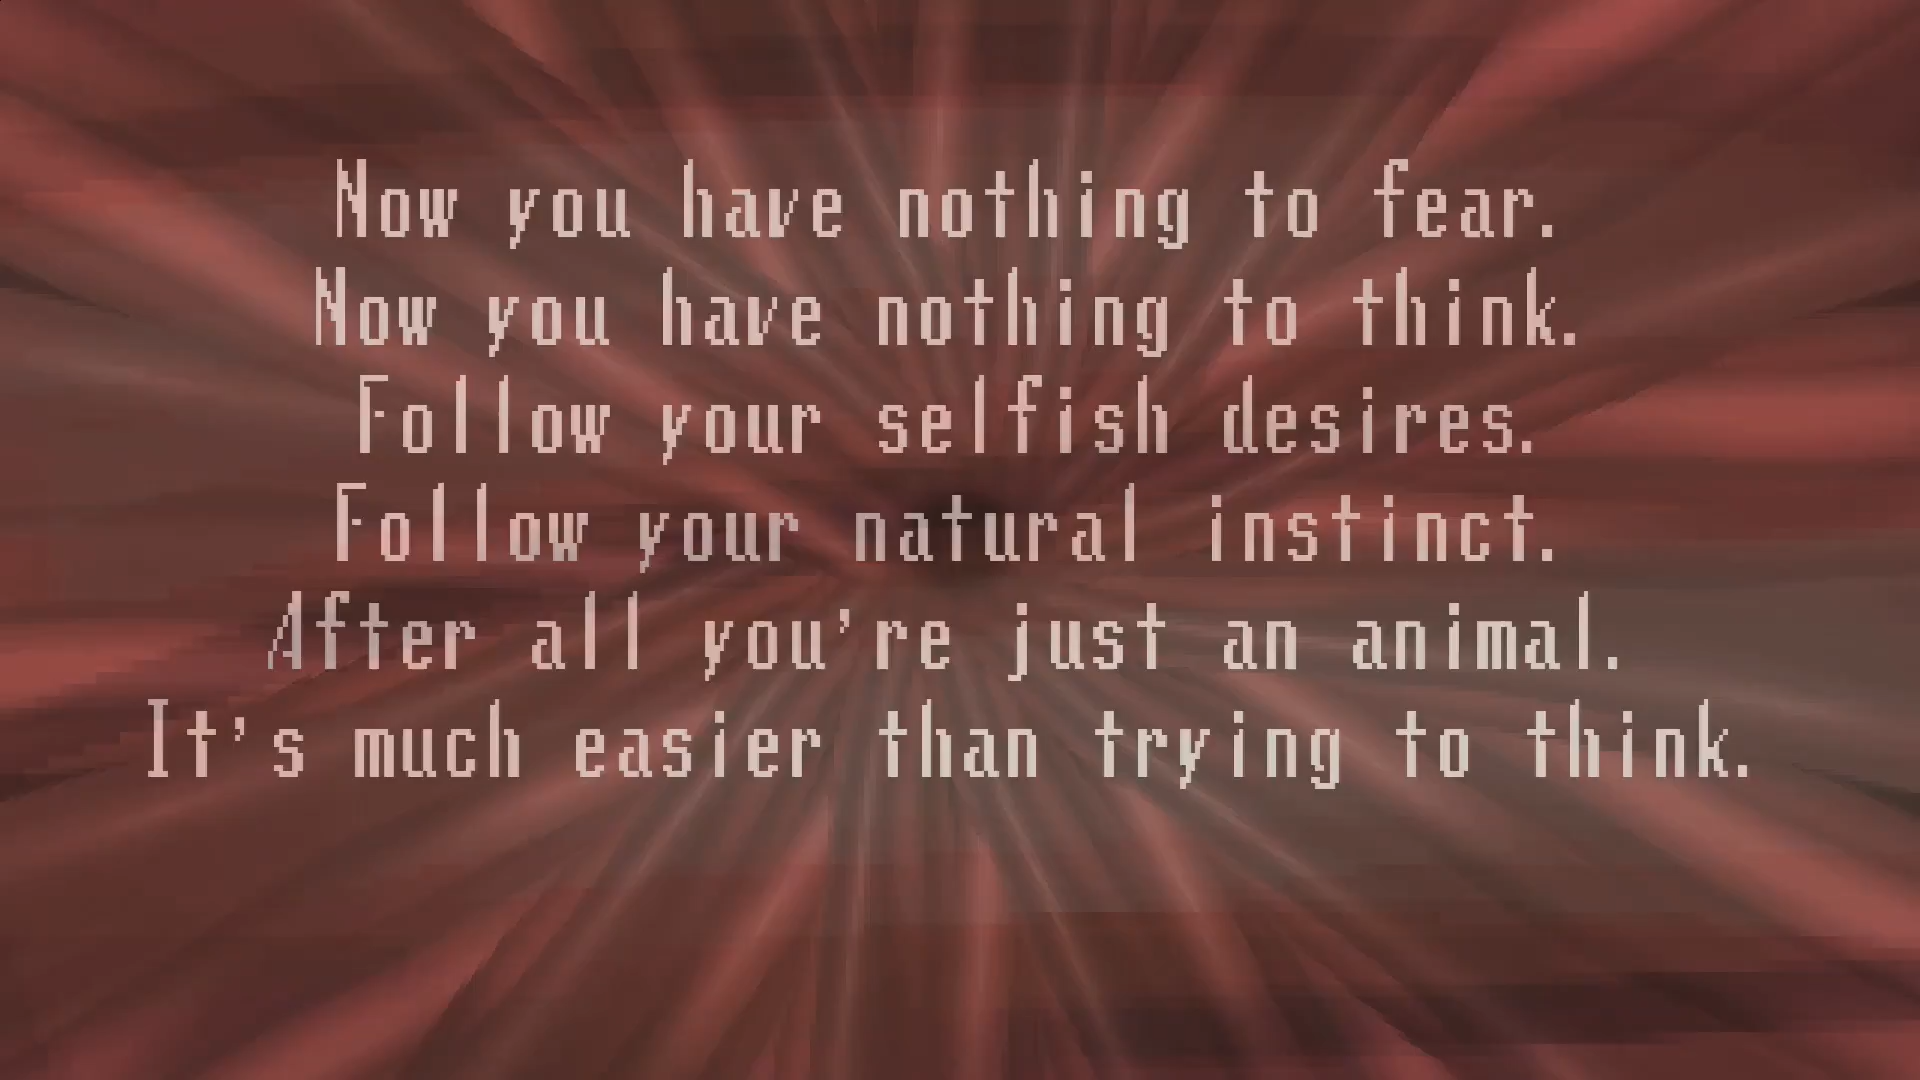 Now you have nothing to fear.
Now you have nothing to think.
Follow your selfish desires.
Follow your natural instinct.
After all you're just an animal.
It's much easier than trying to think.